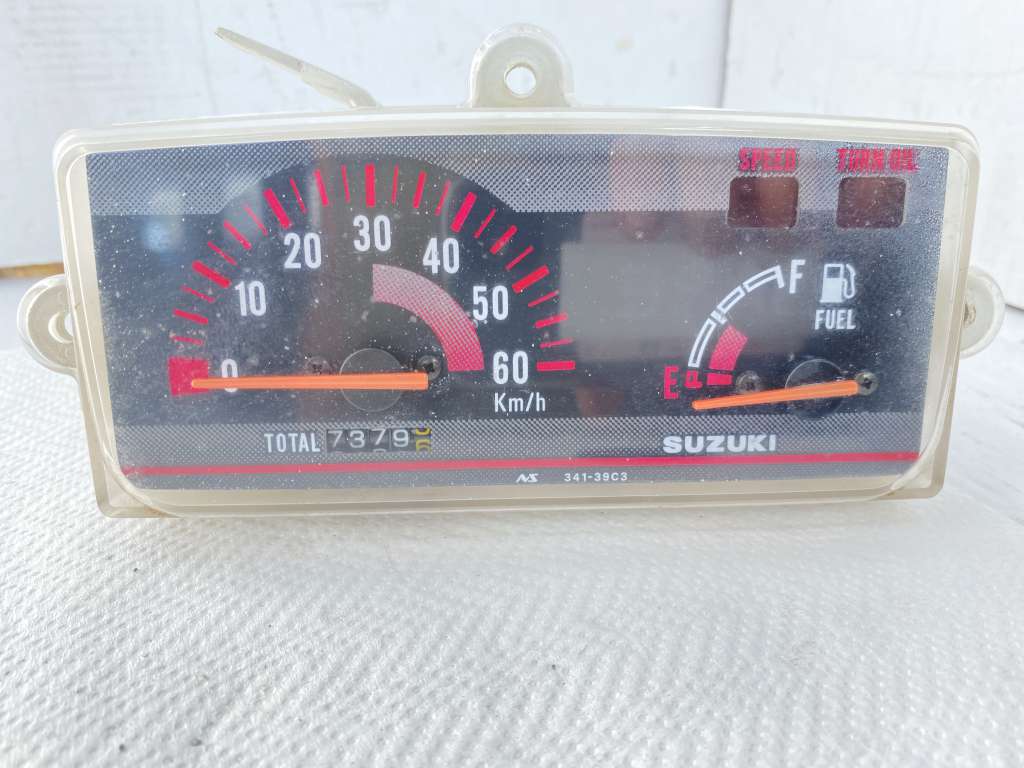 SPEED TURN OIL
0 10 20 30 40 50 60
Km/h
E F
FUEL
TOTAL 7379
SUZUKI
NS 341-39C3